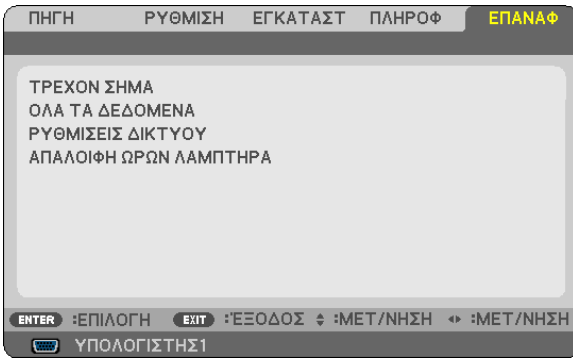 ΠΗΓΗ ΡΥΘΜΙΣΗ ΕΓΚΑΤΑΣΤ ΠΛΗΡΟΦ ΕΠΑΝΑΦ
ΤΡΕΧΟΝ ΣΗΜΑ
ΟΛΑ ΤΑ ΔΕΔΟΜΕΝΑ
ΡΥΘΜΙΣΕΙΣ ΔΙΚΤΥΟΥ
ΑΠΑΛΟΙΦΗ ΩΡΩΝ ΛΑΜΠΤΗΡΑ
ENTER :ΕΠΙΛΟΓΗ EXIT :ΈΞΟΔΟΣ :ΜΕΤ/ΝΗΣΗ :ΜΕΤ/ΝΗΣΗ
ΥΠΟΛΟΓΙΣΤΗΣ1